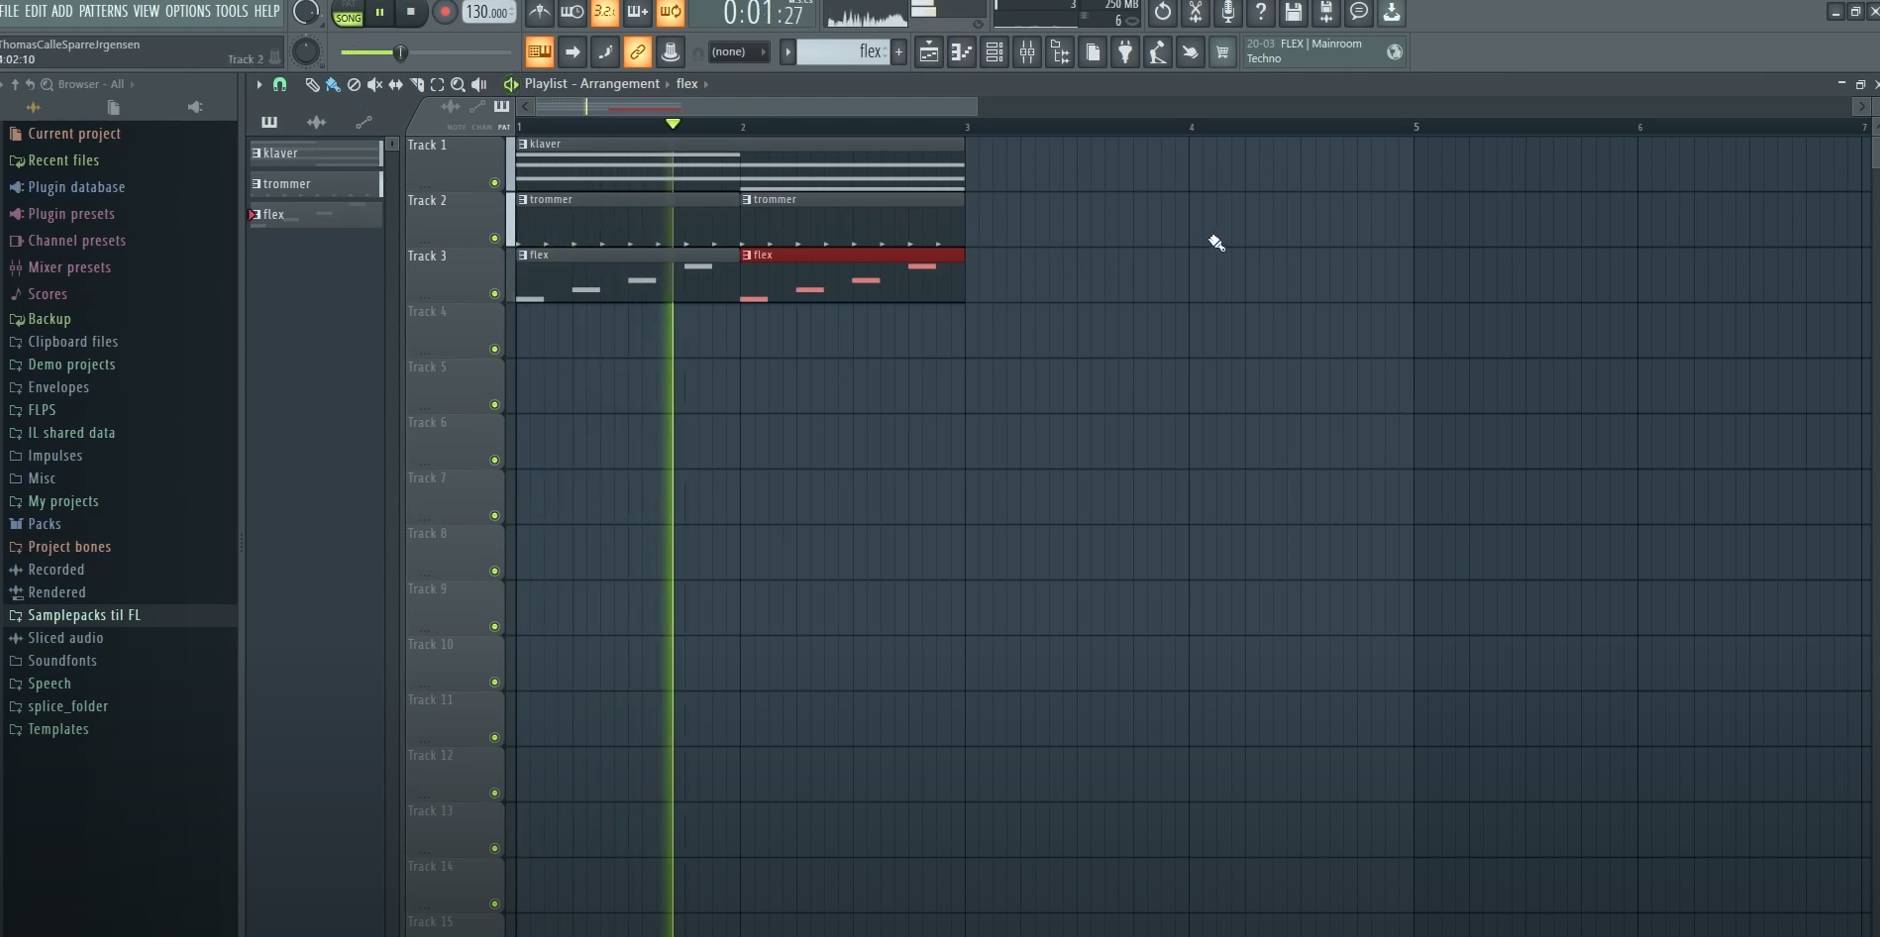 FILE EDIT ADD PATTERNS VIEW OPTIONS TOOLS HELP
SONG
130.000
3.2.
0:01:27
3
250 MB
6
ThomasCalleSparreJrgensen
4:02:10
Track 2
(none)
flex
20-03 FLEX | Mainroom
Techno
Browser - All
Playlist - Arrangement › flex
NOTE CHAN PAT
1 2 3 4 5 6 7
Current project
Recent files
Plugin database
Plugin presets
Channel presets
Mixer presets
Scores
Backup
Clipboard files
Demo projects
Envelopes
FLPS
IL shared data
Impulses
Misc
My projects
Packs
Project bones
Recorded
Rendered
Samplepacks til FL
Sliced audio
Soundfonts
Speech
splice_folder
Templates
klaver
trommer
flex
Track 1
klaver
Track 2
trommer
trommer
Track 3
flex
flex
Track 4
Track 5
Track 6
Track 7
Track 8
Track 9
Track 10
Track 11
Track 12
Track 13
Track 14
Track 15